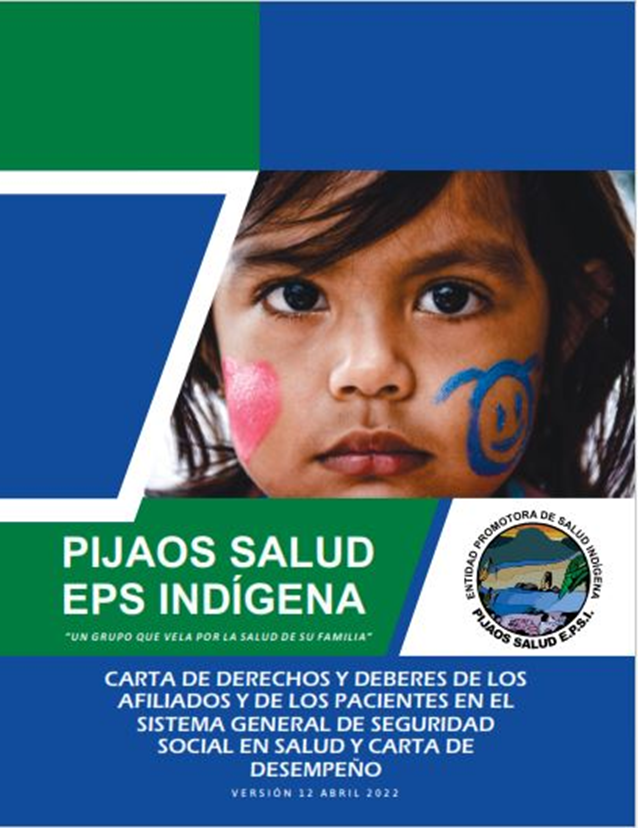 PIJAOS SALUD
EPS INDÍGENA
"UN GRUPO QUE VELA POR LA SALUD DE SU FAMILIA"
ENTIDAD PROMOTORA DE SALUD INDÍGENA
PIJAOS SALUD E.P.S.I.
CARTA DE DERECHOS Y DEBERES DE LOS
AFILIADOS Y DE LOS PACIENTES EN EL
SISTEMA GENERAL DE SEGURIDAD
SOCIAL EN SALUD Y CARTA DE
DESEMPEÑO
VERSIÓN 12 ABRIL 2022